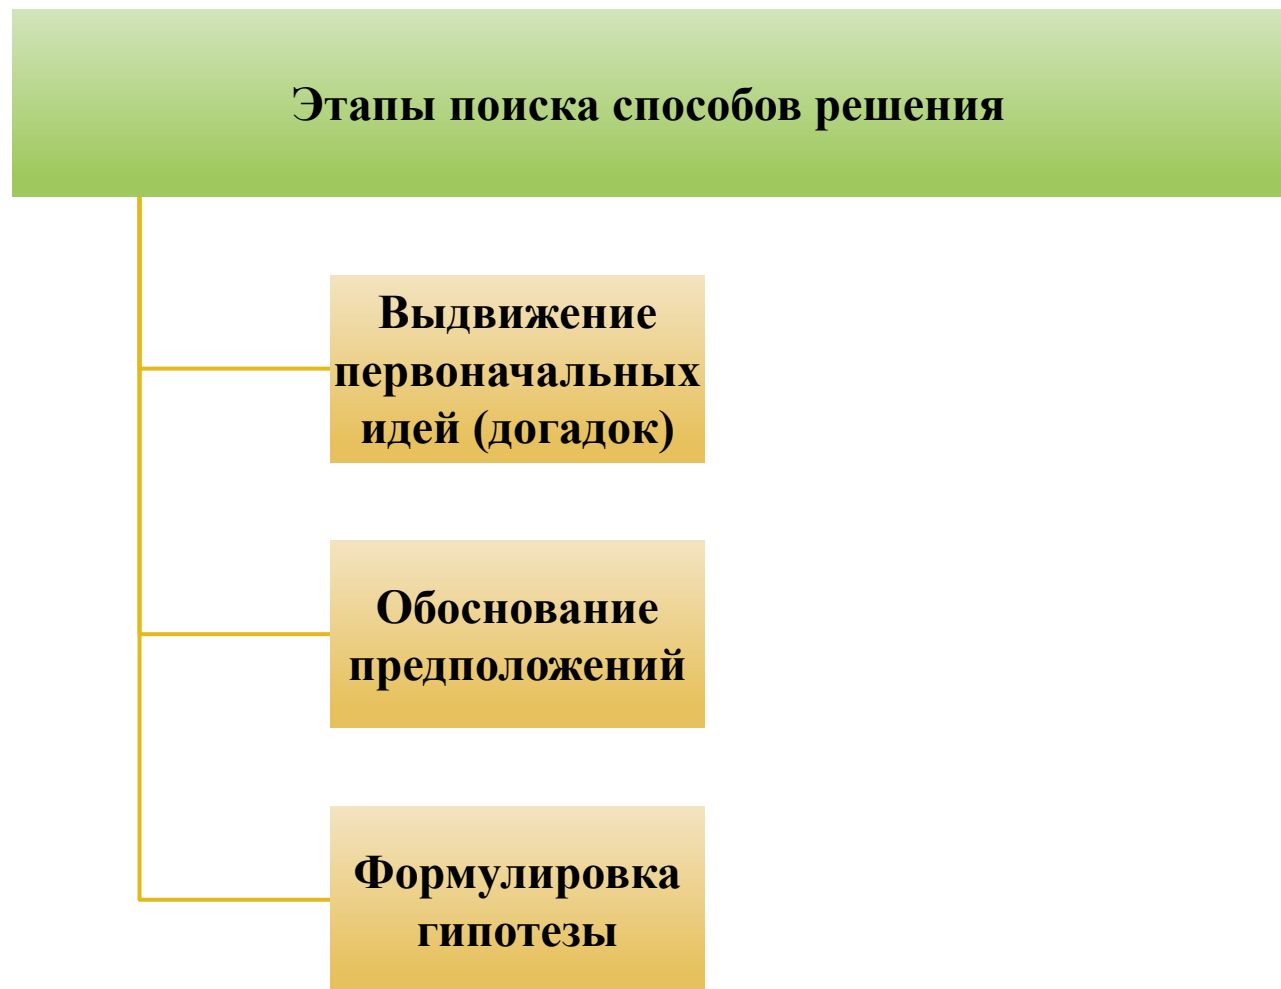 Этапы поиска способов решения
Выдвижение
первоначальных
идей (догадок)
Обоснование
предположений
Формулировка
гипотезы